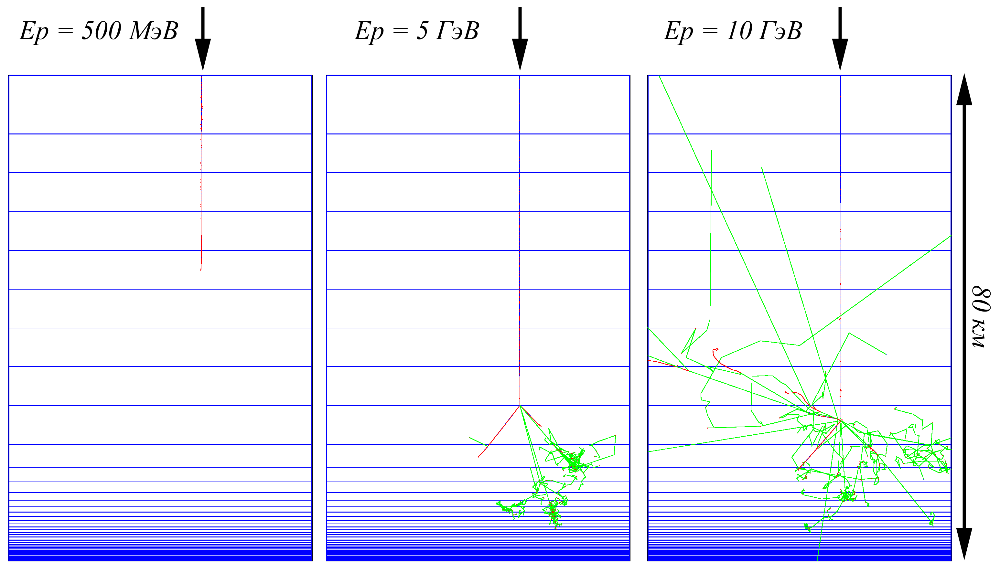 Ep = 500 МэВ
Ep = 5 ГэВ
Ep = 10 ГэВ
80 км